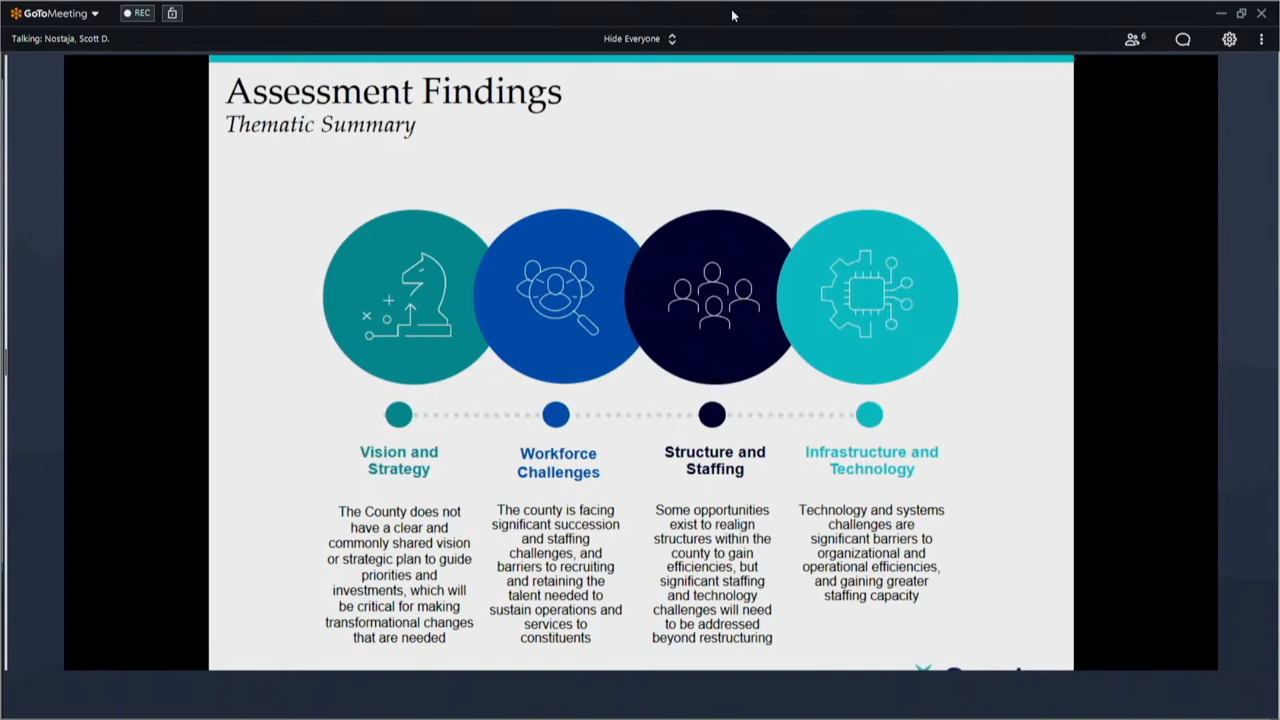 GoToMeeting
REC
Talking: Nostaja, Scott D.
Hide Everyone
6
Assessment Findings
Thematic Summary
Vision and
Strategy
The County does not
have a clear and
commonly shared vision
or strategic plan to guide
priorities and
investments, which will
be critical for making
transformational changes
that are needed
Workforce
Challenges
The county is facing
significant succession
and staffing
challenges, and
barriers to recruiting
and retaining the
talent needed to
sustain operations and
services to
constituents
Structure and
Staffing
Some opportunities
exist to realign
structures within the
county to gain
efficiencies, but
significant staffing
and technology
challenges will need
to be addressed
beyond restructuring
Infrastructure and
Technology
Technology and systems
challenges are
significant barriers to
organizational and
operational efficiencies,
and gaining greater
staffing capacity